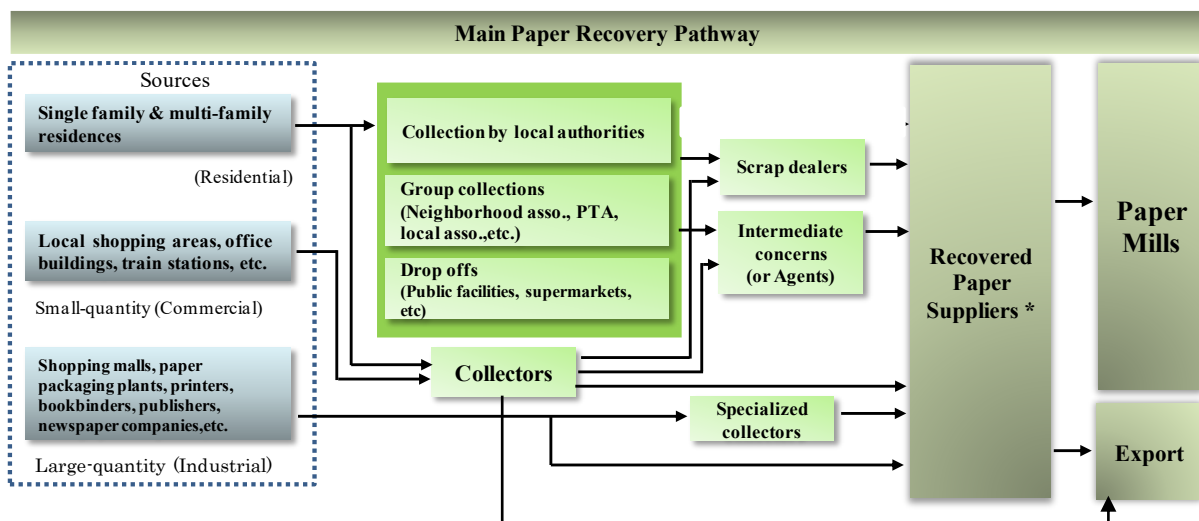 Main Paper Recovery Pathway
Sources
Single family & multi-family
residences
(Residential)
Local shopping areas, office
buildings, train stations, etc.
Small-quantity (Commercial)
Shopping malls, paper
packaging plants, printers,
bookbinders, publishers,
newspaper companies,etc.
Large-quantity (Industrial)
Collection by local authorities
Group collections
(Neighborhood asso., PTA,
local asso.,etc.)
Drop offs
(Public facilities, supermarkets,
etc)
Collectors
Scrap dealers
Intermediate
concerns
(or Agents)
Specialized
collectors
Recovered
Paper
Suppliers *
Paper
Mills
Export